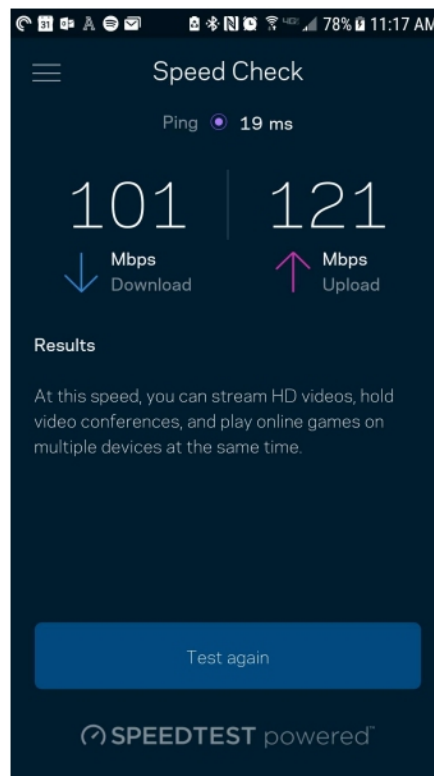 31 78% 11:17 AM
Speed Check
Ping 19 ms
101 121
Mbps Mbps
Download Upload
Results
At this speed, you can stream HD videos, hold
video conferences, and play online games on
multiple devices at the same time.
Test again
SPEEDTEST powered™